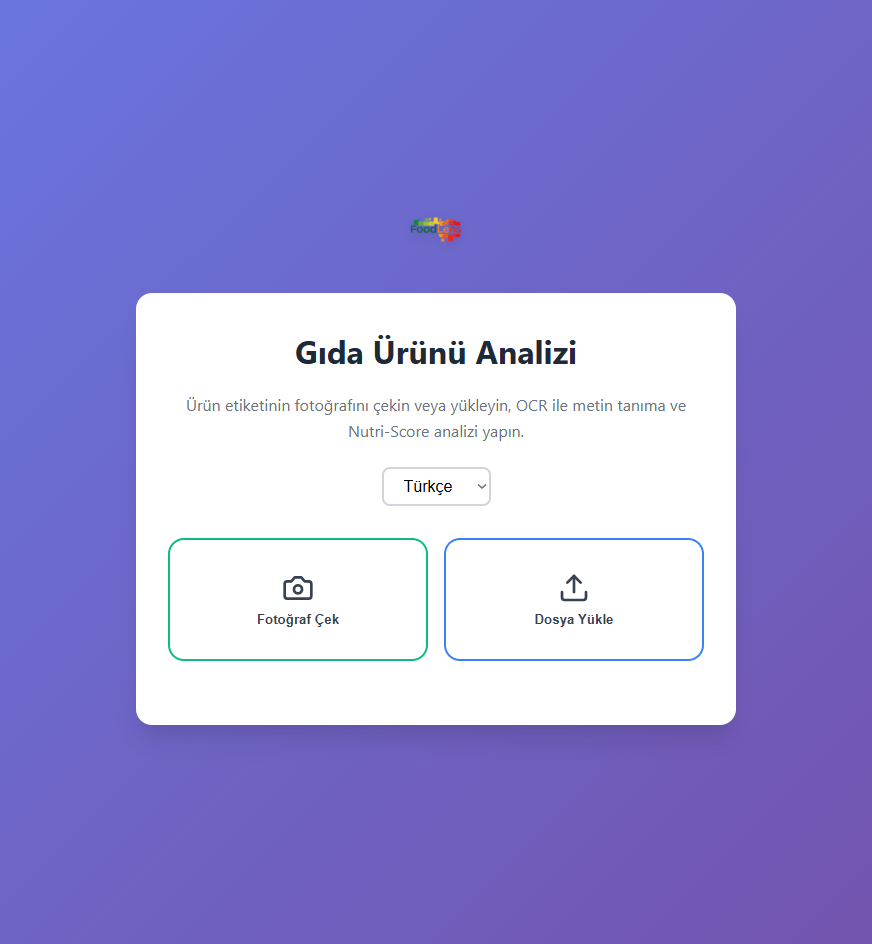 Food
Gıda Ürünü Analizi
Ürün etiketinin fotoğrafını çekin veya yükleyin, OCR ile metin tanıma ve
Nutri-Score analizi yapın.
Türkçe
Fotoğraf Çek
Dosya Yükle